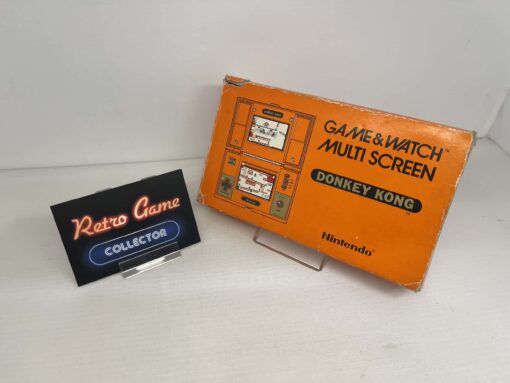 Retro Game
COLLECTOR
GAME&WATCH
MULTI SCREEN
DONKEY KONG
Nintendo